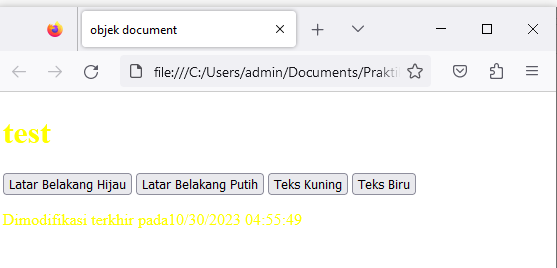 objek document
file:///C:/Users/admin/Documents/Prakti
test
Latar Belakang Hijau Latar Belakang Putih Teks Kuning Teks Biru
Dimodifikasi terkhir pada10/30/2023 04:55:49